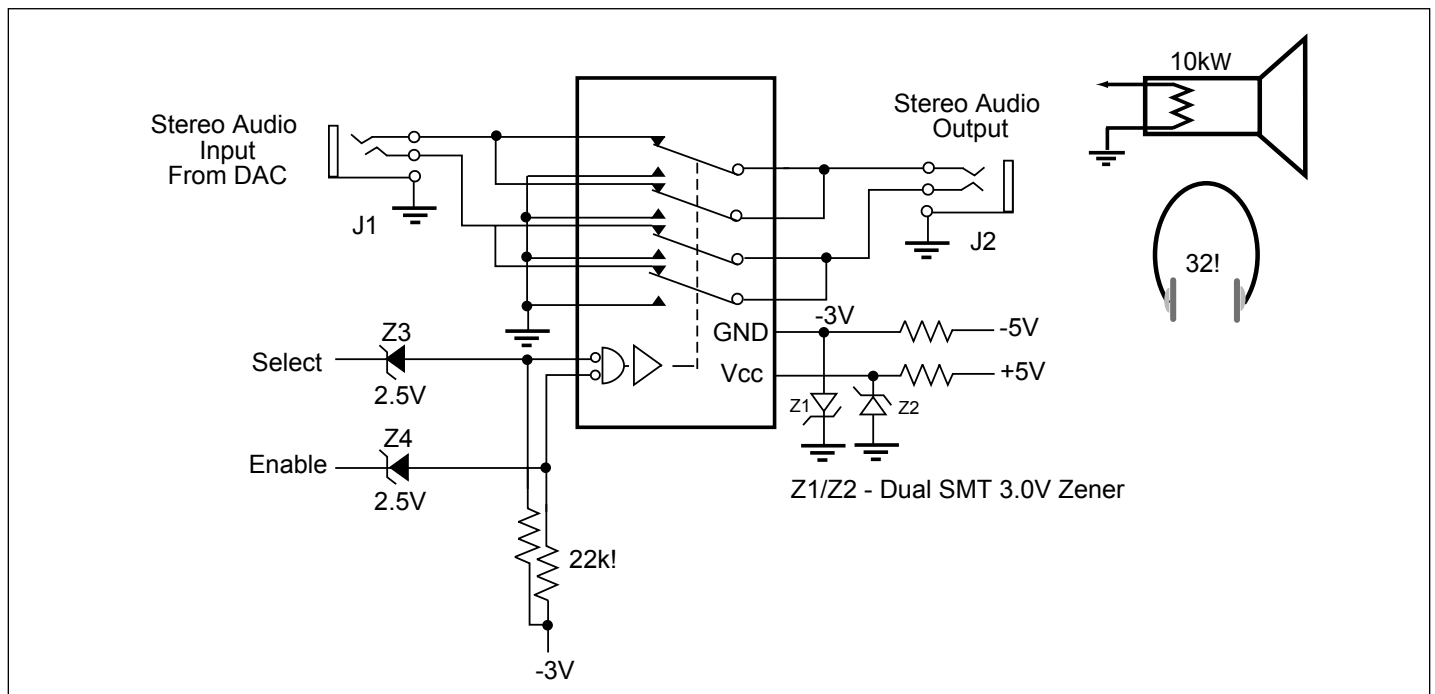 10kW
Stereo Audio
Input
From DAC
Stereo Audio
Output
J1
J2
32!
-3V
GND
-5V
Vcc
+5V
Z3
Select
2.5V
Z1
Z2
Z4
Enable
2.5V
Z1/Z2 - Dual SMT 3.0V Zener
22k!
-3V